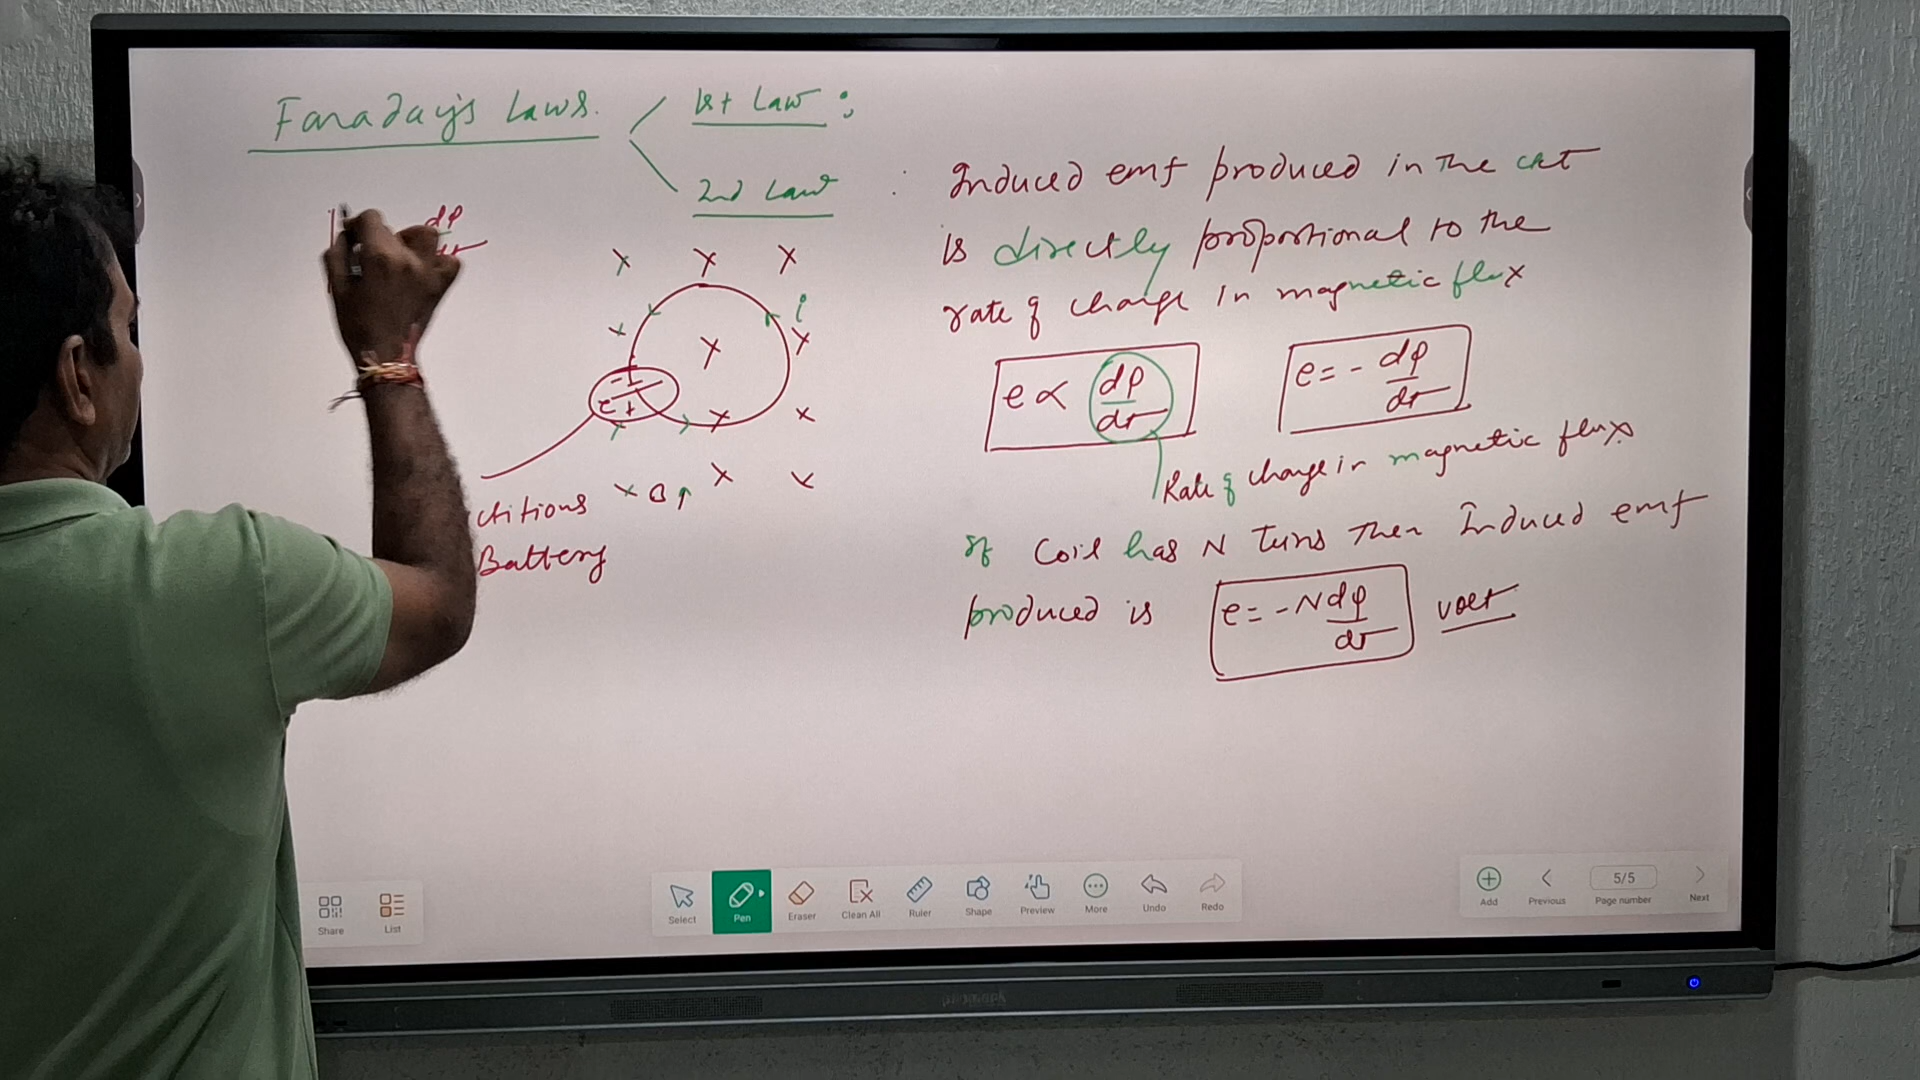 Faraday's Laws.
1st Law :
2nd Law :
Induced emf produced in the ckt
is directly proportional to the
rate of change in magnetic flux
e ∝ dφ/dt
e = - dφ/dt
Rate of change in magnetic flux
If Coil has N Turns Then Induced emf
produced is e = - N dφ/dt volt
dφ
dt
i
- e +
ctitious B↑
Battery
Share
List
Select
Pen
Eraser
Clean All
Ruler
Shape
Preview
More
Undo
Redo
Add
Previous
5/5
Page number
Next